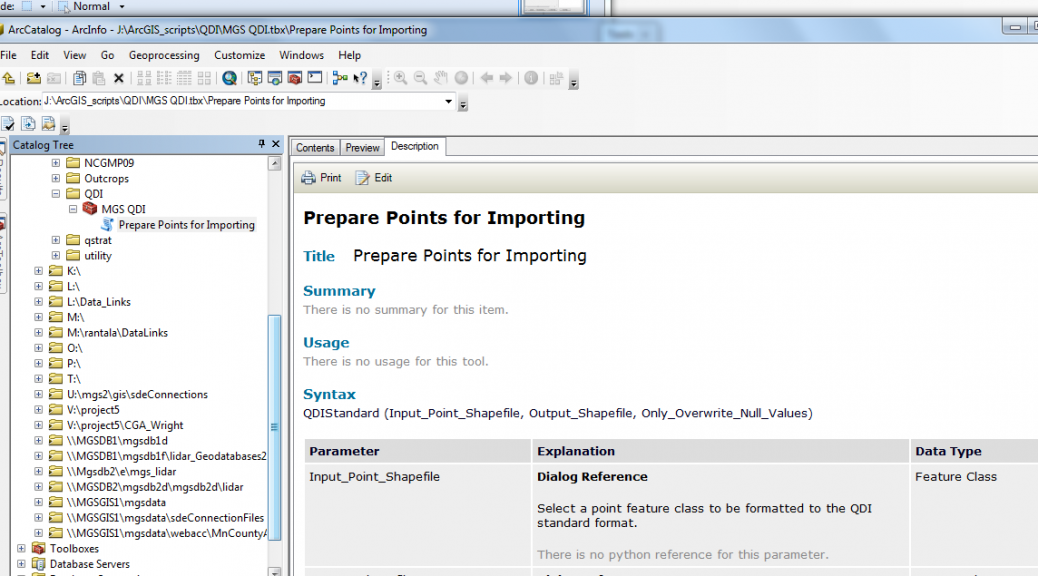 de:
Normal
ArcCatalog - ArcInfo - J:\ArcGIS_scripts\QDI\MGS QDI.tbx\Prepare Points for Importing
File Edit View Go Geoprocessing Customize Windows Help
Location: J:\ArcGIS_scripts\QDI\MGS QDI.tbx\Prepare Points for Importing
Catalog Tree
NCGMP09
Outcrops
QDI
MGS QDI
Prepare Points for Importing
qstrat
utility
K:\
L:\
L:\Data_Links
M:\
M:\rantala\DataLinks
O:\
P:\
T:\
U:\mgs2\gis\sdeConnections
V:\project5
V:\project5\CGA_Wright
\\MGSDB1\mgsdb1d
\\MGSDB1\mgsdb1f\lidar_Geodatabases2
\\Mgsdb2\e\mgs_lidar
\\MGSDB2\mgsdb2d\mgsdb2d\lidar
\\MGSGIS1\mgsdata
\\MGSGIS1\mgsdata\sdeConnectionFiles
\\MGSGIS1\mgsdata\webacc\MnCountyA
Toolboxes
Database Servers
Contents Preview Description
Print Edit
Prepare Points for Importing
Title Prepare Points for Importing
Summary
There is no summary for this item.
Usage
There is no usage for this tool.
Syntax
QDIStandard (Input_Point_Shapefile, Output_Shapefile, Only_Overwrite_Null_Values)
Parameter Explanation Data Type
Input_Point_Shapefile Dialog Reference Feature Class
Select a point feature class to be formatted to the QDI
standard format.
There is no python reference for this parameter.